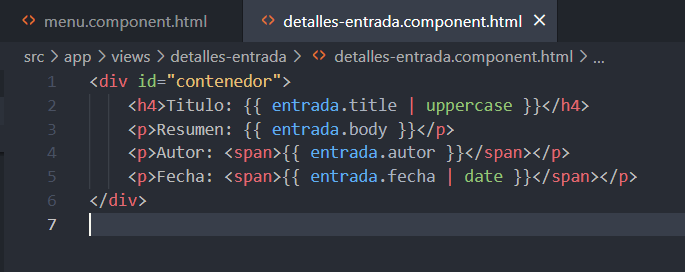 menu.component.html detalles-entrada.component.html
src > app > views > detalles-entrada > detalles-entrada.component.html > ...
1 <div id="contenedor">
2     <h4>Titulo: {{ entrada.title | uppercase }}</h4>
3     <p>Resumen: {{ entrada.body }}</p>
4     <p>Autor: <span>{{ entrada.autor }}</span></p>
5     <p>Fecha: <span>{{ entrada.fecha | date }}</span></p>
6 </div>
7